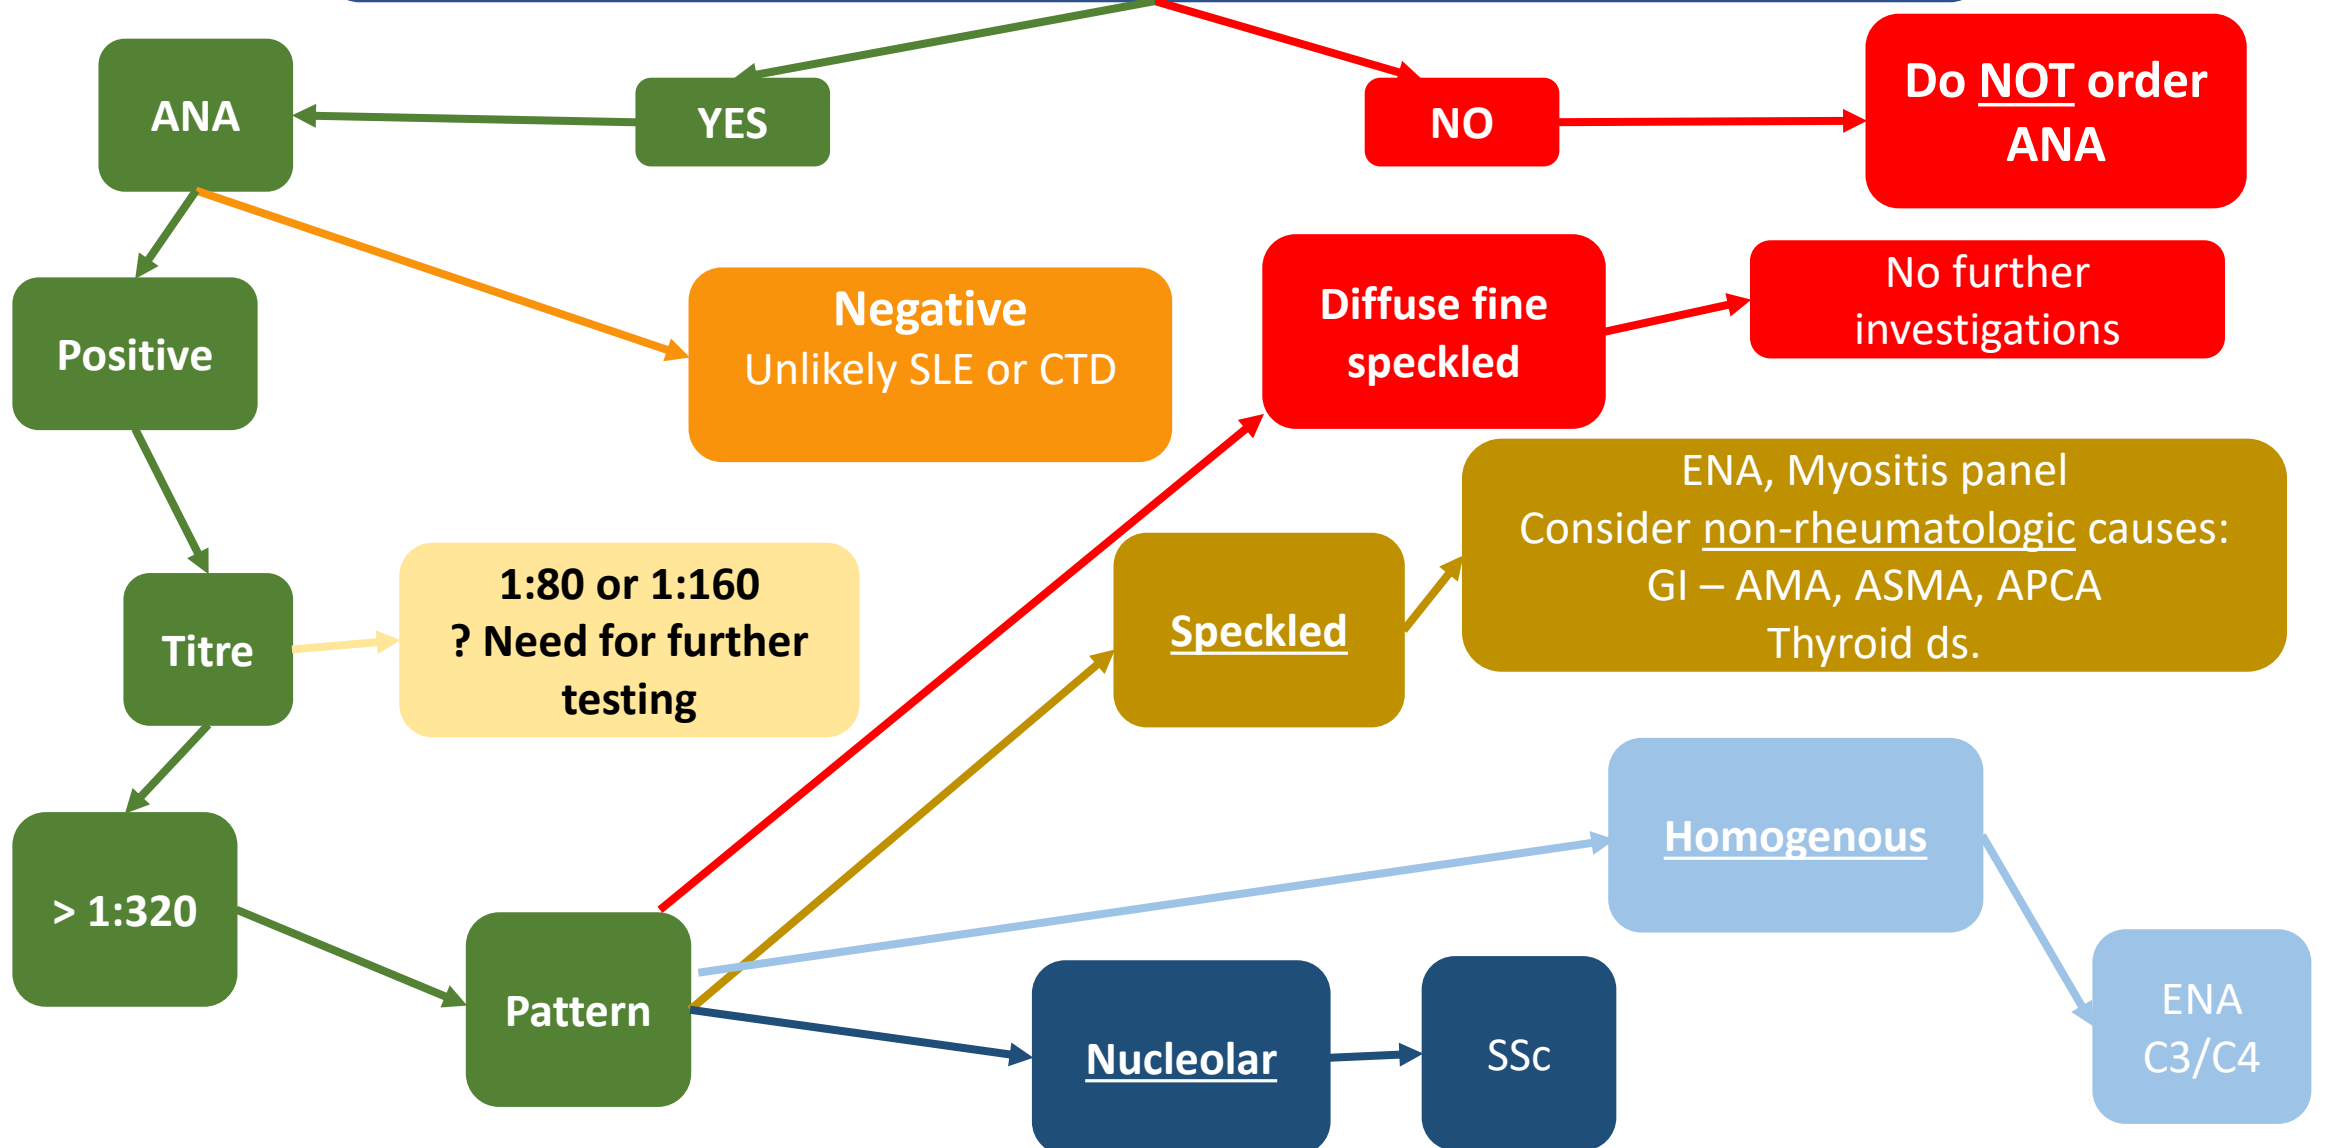 ANA
YES
NO
Do NOT order
ANA
Positive
Negative
Unlikely SLE or CTD
Diffuse fine
speckled
No further
investigations
ENA, Myositis panel
Consider non-rheumatologic causes:
GI – AMA, ASMA, APCA
Thyroid ds.
Titre
1:80 or 1:160
? Need for further
testing
Speckled
Homogenous
> 1:320
Pattern
Nucleolar
SSc
ENA
C3/C4